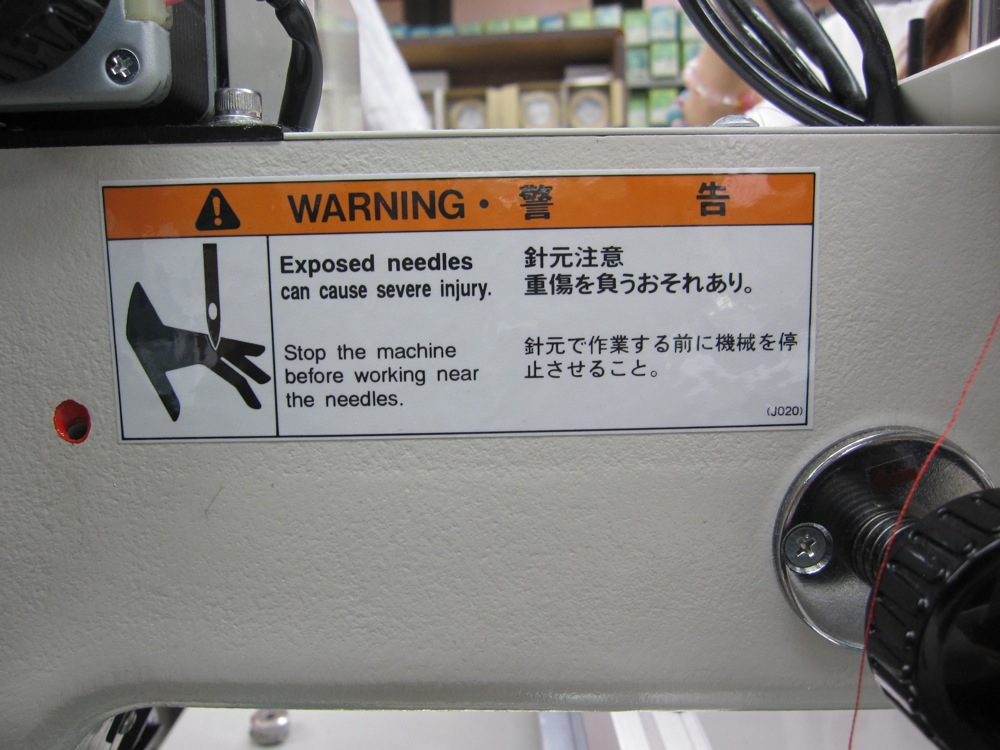 WARNING・警 告
Exposed needles
can cause severe injury.
Stop the machine
before working near
the needles.
針元注意
重傷を負うおそれあり。
針元で作業する前に機械を停
止させること。
(J020)